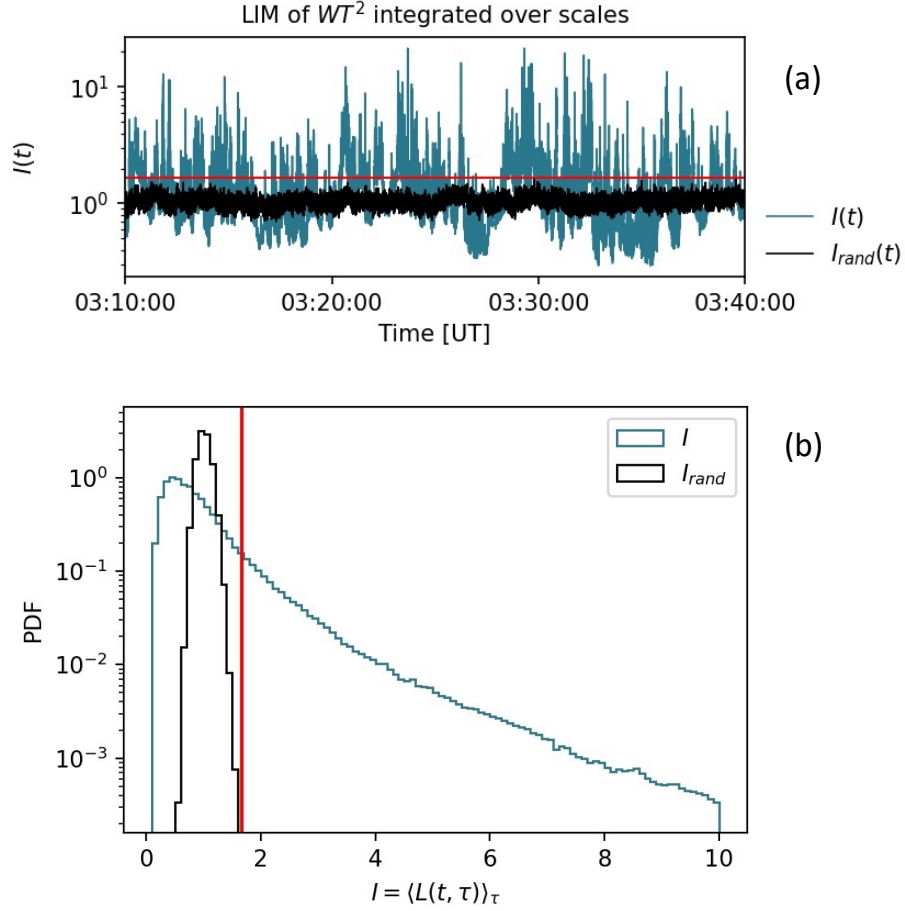 LIM of WT² integrated over scales
(a)
I(t)
10¹
10⁰
I(t)
I_rand(t)
03:10:00 03:20:00 03:30:00 03:40:00
Time [UT]
(b)
I
I_rand
PDF
10⁰
10⁻¹
10⁻²
10⁻³
0 2 4 6 8 10
I = ⟨L(t, τ)⟩_τ